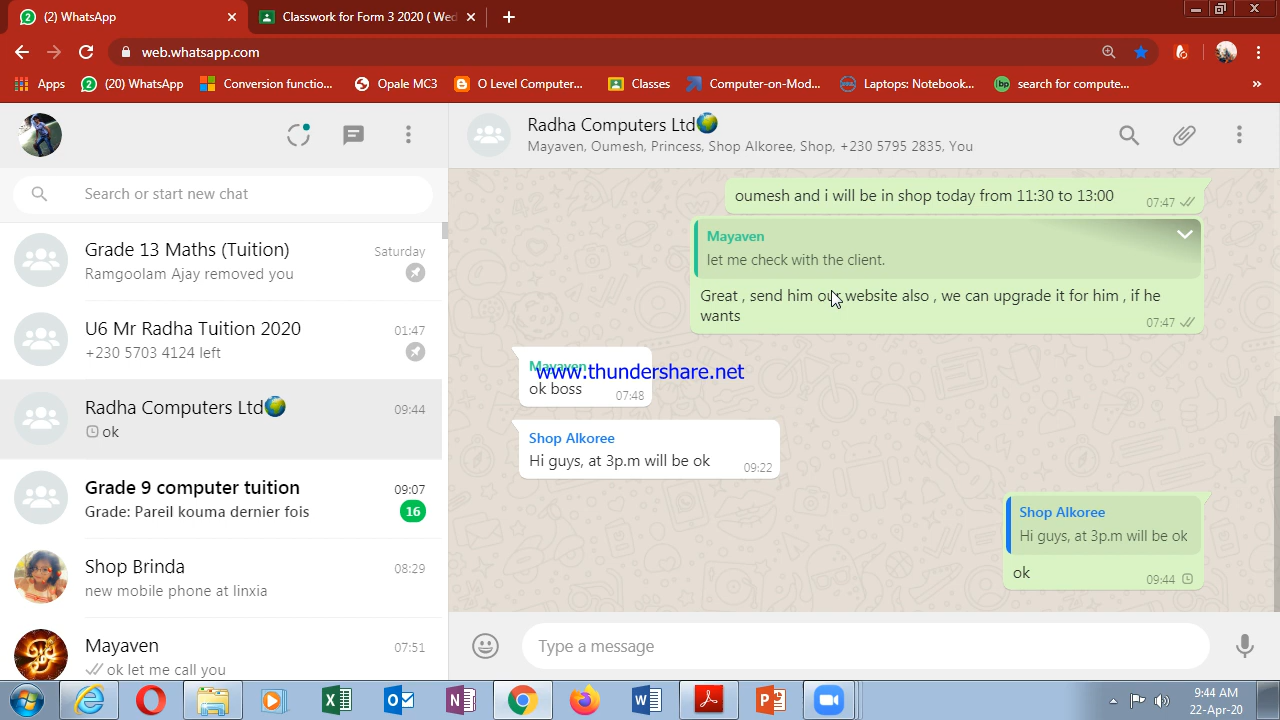 (2) WhatsApp
Classwork for Form 3 2020 ( Wed
web.whatsapp.com
Apps
(20) WhatsApp
Conversion functio...
Opale MC3
O Level Computer...
Classes
Computer-on-Mod...
Laptops: Notebook...
search for compute...
Search or start new chat
Grade 13 Maths (Tuition)
Saturday
Ramgoolam Ajay removed you
U6 Mr Radha Tuition 2020
01:47
+230 5703 4124 left
Radha Computers Ltd
09:44
ok
Grade 9 computer tuition
09:07
Grade: Pareil kouma dernier fois
16
Shop Brinda
08:29
new mobile phone at linxia
Mayaven
07:51
ok let me call you
Radha Computers Ltd
Mayaven, Oumesh, Princess, Shop Alkoree, Shop, +230 5795 2835, You
oumesh and i will be in shop today from 11:30 to 13:00
07:47
Mayaven
let me check with the client.
Great , send him our website also , we can upgrade it for him , if he
wants
07:47
Mayaven
www.thundershare.net
ok boss
07:48
Shop Alkoree
Hi guys, at 3p.m will be ok
09:22
Shop Alkoree
Hi guys, at 3p.m will be ok
ok
09:44
Type a message
9:44 AM
22-Apr-20